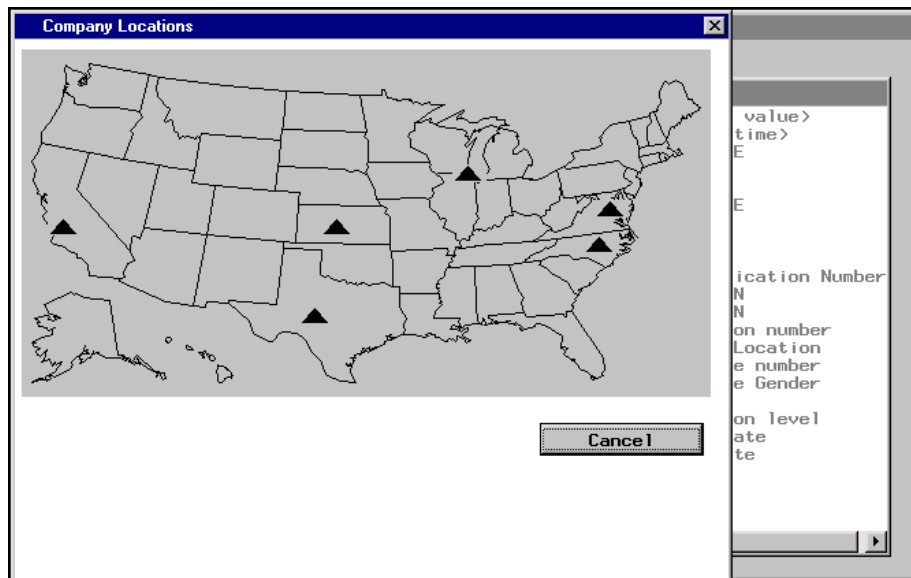 Company Locations
value>
time>
E
E
ication Number
N
N
on number
Location
e number
e Gender
on level
ate
te
Cancel